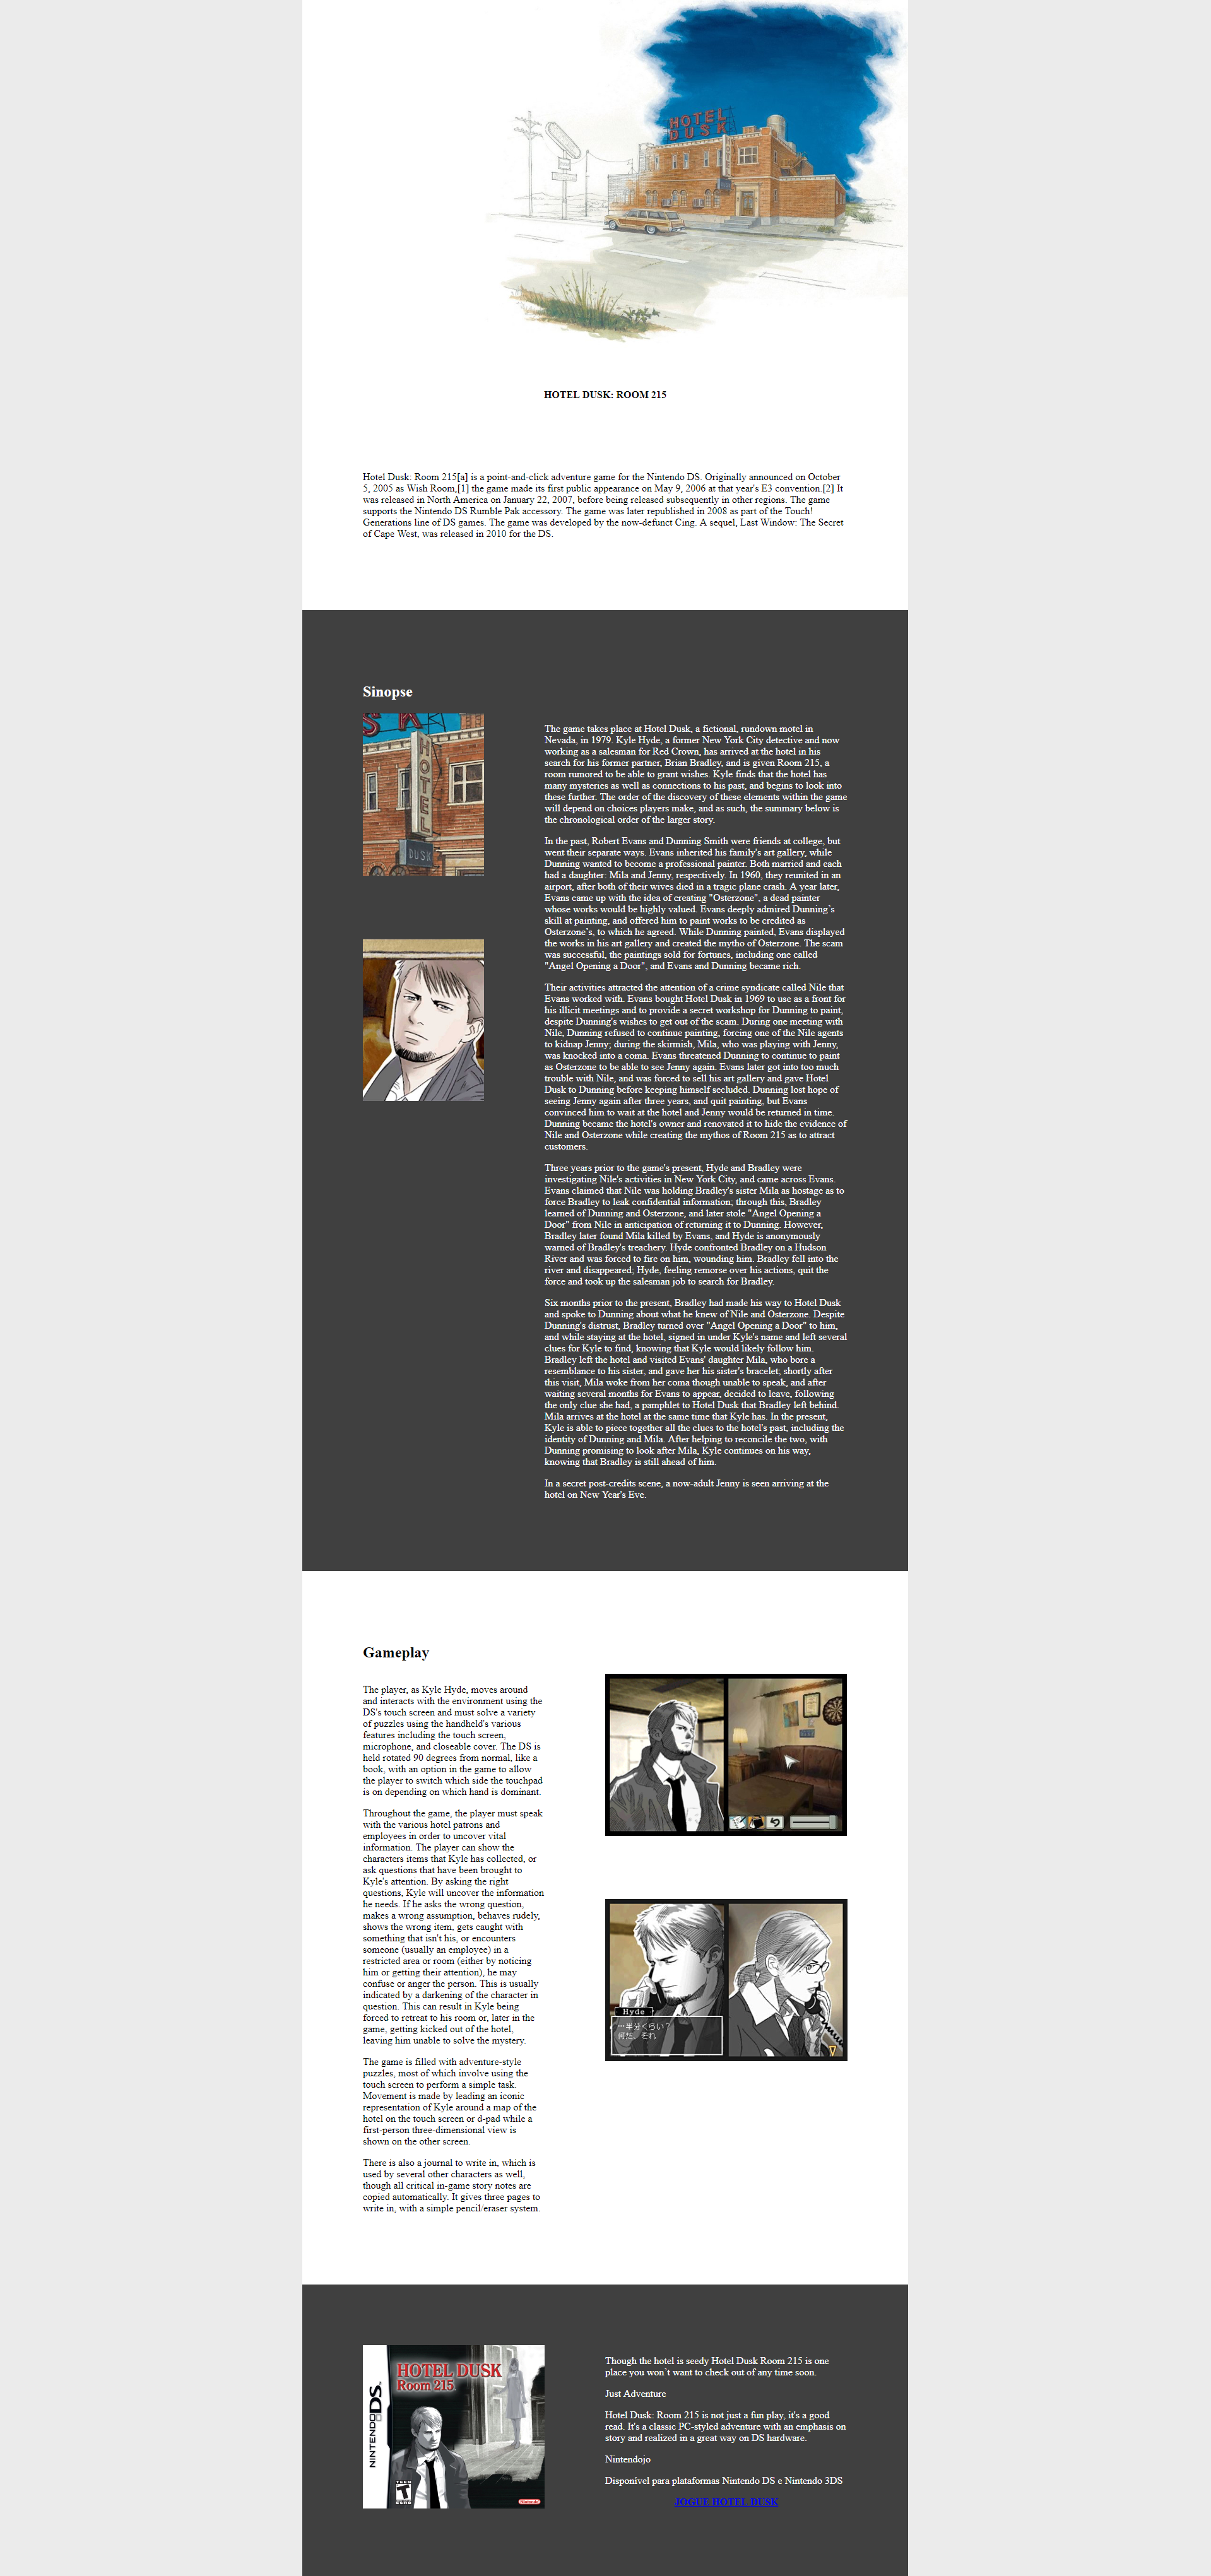 HOTEL
DUSK
HOTEL DUSK: ROOM 215
Hotel Dusk: Room 215[a] is a point-and-click adventure game for the Nintendo DS. Originally announced on October
5, 2005 as Wish Room,[1] the game made its first public appearance on May 9, 2006 at that year's E3 convention.[2] It
was released in North America on January 22, 2007, before being released subsequently in other regions. The game
supports the Nintendo DS Rumble Pak accessory. The game was later republished in 2008 as part of the Touch!
Generations line of DS games. The game was developed by the now-defunct Cing. A sequel, Last Window: The Secret
of Cape West, was released in 2010 for the DS.
Sinopse
S K
HOTEL
DUSK
The game takes place at Hotel Dusk, a fictional, rundown motel in
Nevada, in 1979. Kyle Hyde, a former New York City detective and now
working as a salesman for Red Crown, has arrived at the hotel in his
search for his former partner, Brian Bradley, and is given Room 215, a
room rumored to be able to grant wishes. Kyle finds that the hotel has
many mysteries as well as connections to his past, and begins to look into
these further. The order of the discovery of these elements within the game
will depend on choices players make, and as such, the summary below is
the chronological order of the larger story.
In the past, Robert Evans and Dunning Smith were friends at college, but
went their separate ways. Evans inherited his family's art gallery, while
Dunning wanted to become a professional painter. Both married and each
had a daughter: Mila and Jenny, respectively. In 1960, they reunited in an
airport, after both of their wives died in a tragic plane crash. A year later,
Evans came up with the idea of creating "Osterzone", a dead painter
whose works would be highly valued. Evans deeply admired Dunning’s
skill at painting, and offered him to paint works to be credited as
Osterzone’s, to which he agreed. While Dunning painted, Evans displayed
the works in his art gallery and created the mytho of Osterzone. The scam
was successful, the paintings sold for fortunes, including one called
"Angel Opening a Door", and Evans and Dunning became rich.
Their activities attracted the attention of a crime syndicate called Nile that
Evans worked with. Evans bought Hotel Dusk in 1969 to use as a front for
his illicit meetings and to provide a secret workshop for Dunning to paint,
despite Dunning's wishes to get out of the scam. During one meeting with
Nile, Dunning refused to continue painting, forcing one of the Nile agents
to kidnap Jenny; during the skirmish, Mila, who was playing with Jenny,
was knocked into a coma. Evans threatened Dunning to continue to paint
as Osterzone to be able to see Jenny again. Evans later got into too much
trouble with Nile, and was forced to sell his art gallery and gave Hotel
Dusk to Dunning before keeping himself secluded. Dunning lost hope of
seeing Jenny again after three years, and quit painting, but Evans
convinced him to wait at the hotel and Jenny would be returned in time.
Dunning became the hotel's owner and renovated it to hide the evidence of
Nile and Osterzone while creating the mythos of Room 215 as to attract
customers.
Three years prior to the game's present, Hyde and Bradley were
investigating Nile's activities in New York City, and came across Evans.
Evans claimed that Nile was holding Bradley's sister Mila as hostage as to
force Bradley to leak confidential information; through this, Bradley
learned of Dunning and Osterzone, and later stole "Angel Opening a
Door" from Nile in anticipation of returning it to Dunning. However,
Bradley later found Mila killed by Evans, and Hyde is anonymously
warned of Bradley's treachery. Hyde confronted Bradley on a Hudson
River and was forced to fire on him, wounding him. Bradley fell into the
river and disappeared; Hyde, feeling remorse over his actions, quit the
force and took up the salesman job to search for Bradley.
Six months prior to the present, Bradley had made his way to Hotel Dusk
and spoke to Dunning about what he knew of Nile and Osterzone. Despite
Dunning's distrust, Bradley turned over "Angel Opening a Door" to him,
and while staying at the hotel, signed in under Kyle's name and left several
clues for Kyle to find, knowing that Kyle would likely follow him.
Bradley left the hotel and visited Evans' daughter Mila, who bore a
resemblance to his sister, and gave her his sister's bracelet; shortly after
this visit, Mila woke from her coma though unable to speak, and after
waiting several months for Evans to appear, decided to leave, following
the only clue she had, a pamphlet to Hotel Dusk that Bradley left behind.
Mila arrives at the hotel at the same time that Kyle has. In the present,
Kyle is able to piece together all the clues to the hotel's past, including the
identity of Dunning and Mila. After helping to reconcile the two, with
Dunning promising to look after Mila, Kyle continues on his way,
knowing that Bradley is still ahead of him.
In a secret post-credits scene, a now-adult Jenny is seen arriving at the
hotel on New Year's Eve.
Gameplay
The player, as Kyle Hyde, moves around
and interacts with the environment using the
DS's touch screen and must solve a variety
of puzzles using the handheld's various
features including the touch screen,
microphone, and closeable cover. The DS is
held rotated 90 degrees from normal, like a
book, with an option in the game to allow
the player to switch which side the touchpad
is on depending on which hand is dominant.
Throughout the game, the player must speak
with the various hotel patrons and
employees in order to uncover vital
information. The player can show the
characters items that Kyle has collected, or
ask questions that have been brought to
Kyle's attention. By asking the right
questions, Kyle will uncover the information
he needs. If he asks the wrong question,
makes a wrong assumption, behaves rudely,
shows the wrong item, gets caught with
something that isn't his, or encounters
someone (usually an employee) in a
restricted area or room (either by noticing
him or getting their attention), he may
confuse or anger the person. This is usually
indicated by a darkening of the character in
question. This can result in Kyle being
forced to retreat to his room or, later in the
game, getting kicked out of the hotel,
leaving him unable to solve the mystery.
The game is filled with adventure-style
puzzles, most of which involve using the
touch screen to perform a simple task.
Movement is made by leading an iconic
representation of Kyle around a map of the
hotel on the touch screen or d-pad while a
first-person three-dimensional view is
shown on the other screen.
There is also a journal to write in, which is
used by several other characters as well,
though all critical in-game story notes are
copied automatically. It gives three pages to
write in, with a simple pencil/eraser system.
Hyde
…半分くらい？
何だ、それ
NINTENDO DS
HOTEL DUSK
Room 215
TEEN
T
Nintendo
Though the hotel is seedy Hotel Dusk Room 215 is one
place you won’t want to check out of any time soon.
Just Adventure
Hotel Dusk: Room 215 is not just a fun play, it's a good
read. It's a classic PC-styled adventure with an emphasis on
story and realized in a great way on DS hardware.
Nintendojo
Disponível para plataformas Nintendo DS e Nintendo 3DS
JOGUE HOTEL DUSK